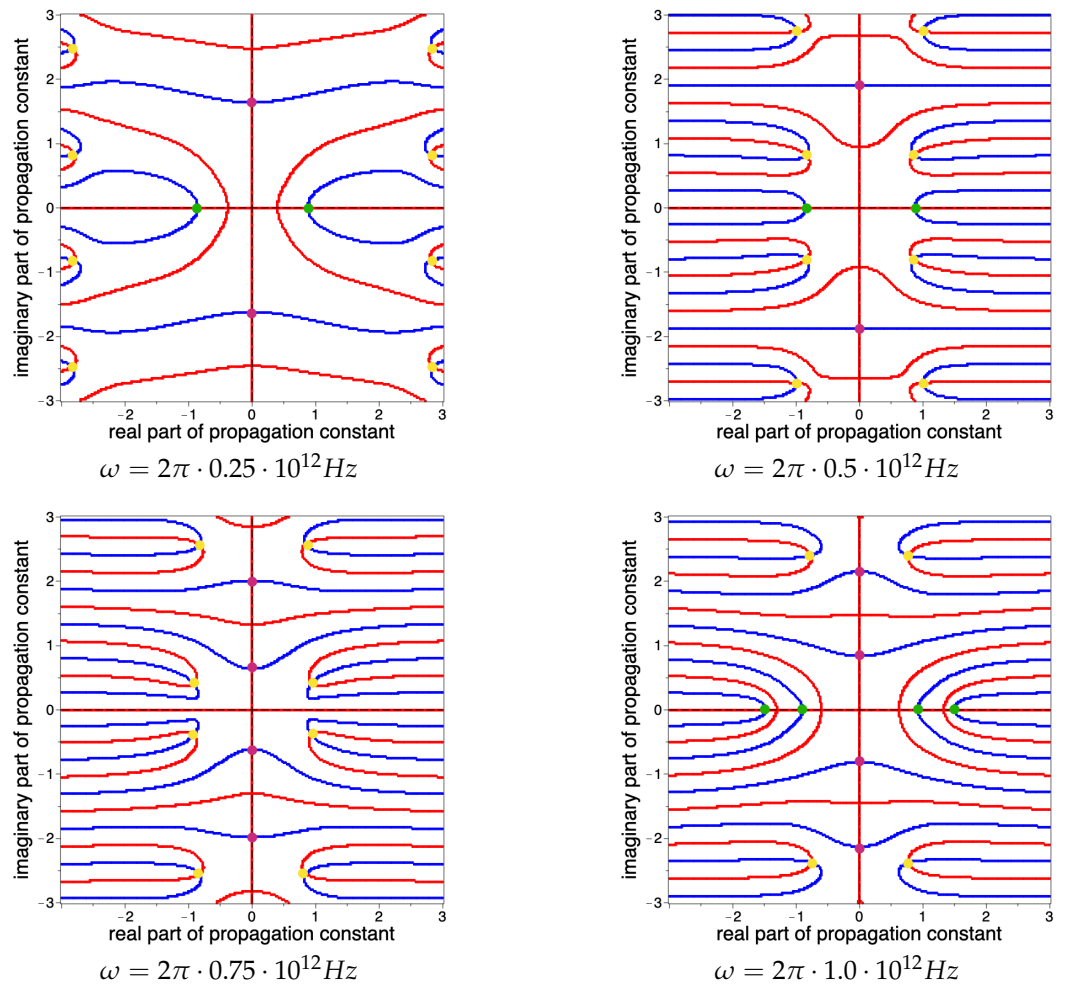 3
2
1
0
−1
−2
−3
−2 −1 0 1 2 3
imaginary part of propagation constant
real part of propagation constant
ω = 2π · 0.25 · 10¹²Hz
3
2
1
0
−1
−2
−3
−2 −1 0 1 2 3
imaginary part of propagation constant
real part of propagation constant
ω = 2π · 0.5 · 10¹²Hz
3
2
1
0
−1
−2
−3
−2 −1 0 1 2 3
imaginary part of propagation constant
real part of propagation constant
ω = 2π · 0.75 · 10¹²Hz
3
2
1
0
−1
−2
−3
−2 −1 0 1 2 3
imaginary part of propagation constant
real part of propagation constant
ω = 2π · 1.0 · 10¹²Hz